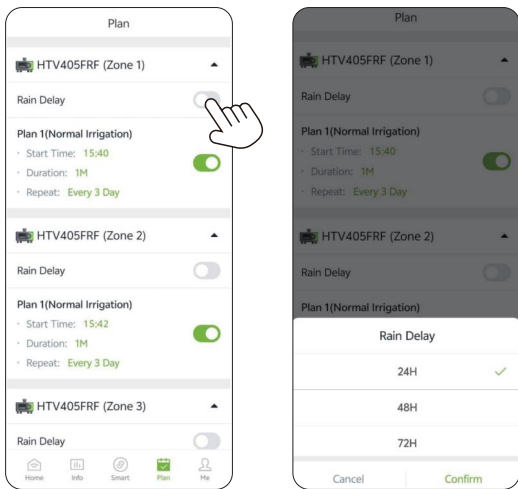 Plan
HTV405FRF (Zone 1)
Rain Delay
Plan 1(Normal Irrigation)
· Start Time: 15:40
· Duration: 1M
· Repeat: Every 3 Day
HTV405FRF (Zone 2)
Rain Delay
Plan 1(Normal Irrigation)
· Start Time: 15:42
· Duration: 1M
· Repeat: Every 3 Day
HTV405FRF (Zone 3)
Rain Delay
Home Info Smart Plan Me
Plan
HTV405FRF (Zone 1)
Rain Delay
Plan 1(Normal Irrigation)
· Start Time: 15:40
· Duration: 1M
· Repeat: Every 3 Day
HTV405FRF (Zone 2)
Rain Delay
Plan 1(Normal Irrigation)
Rain Delay
24H
48H
72H
Cancel Confirm